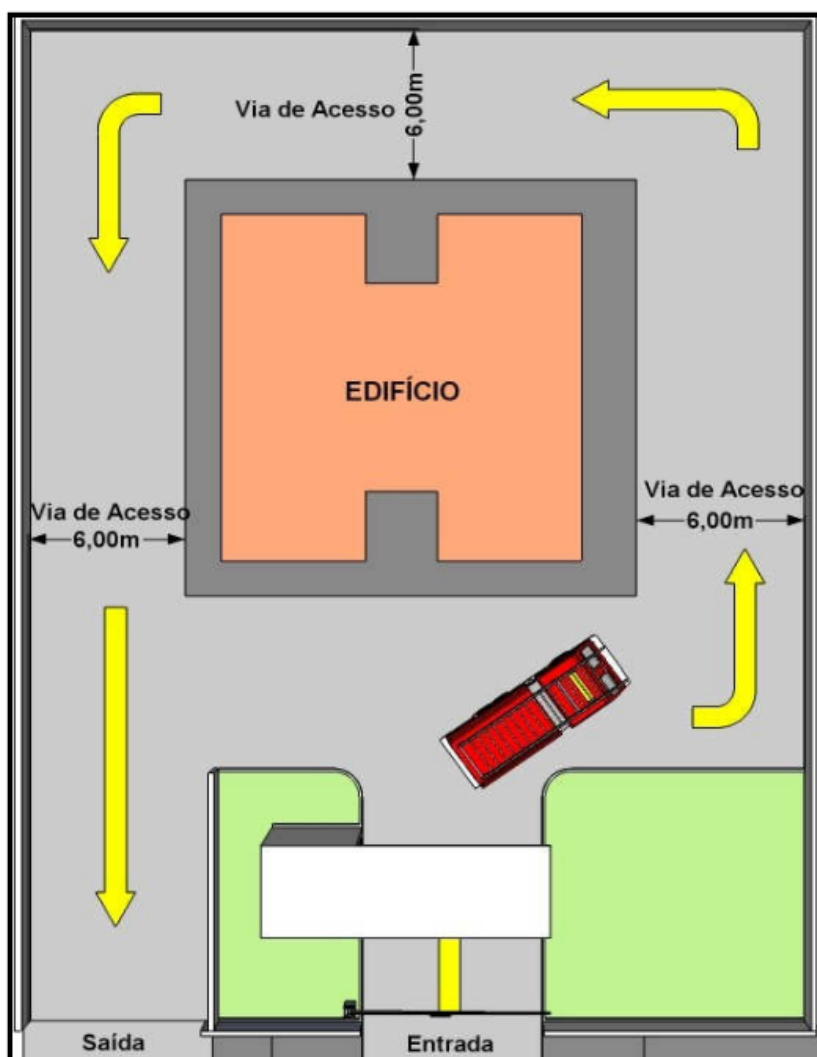 Via de Acesso
6,00m
EDIFÍCIO
Via de Acesso
6,00m
Via de Acesso
6,00m
Saída
Entrada